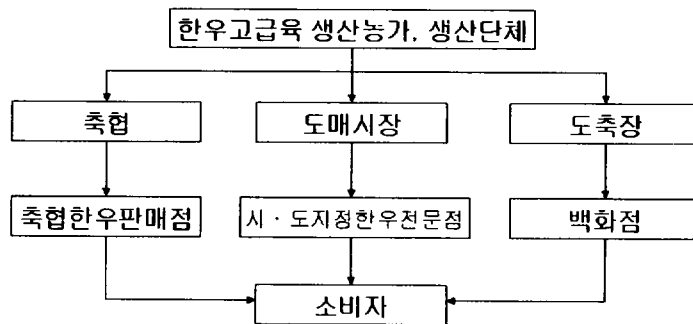 한우고급육 생산농가, 생산단체
축협
도매시장
도축장
축협한우판매점
시 · 도지정한우전문점
백화점
소비자